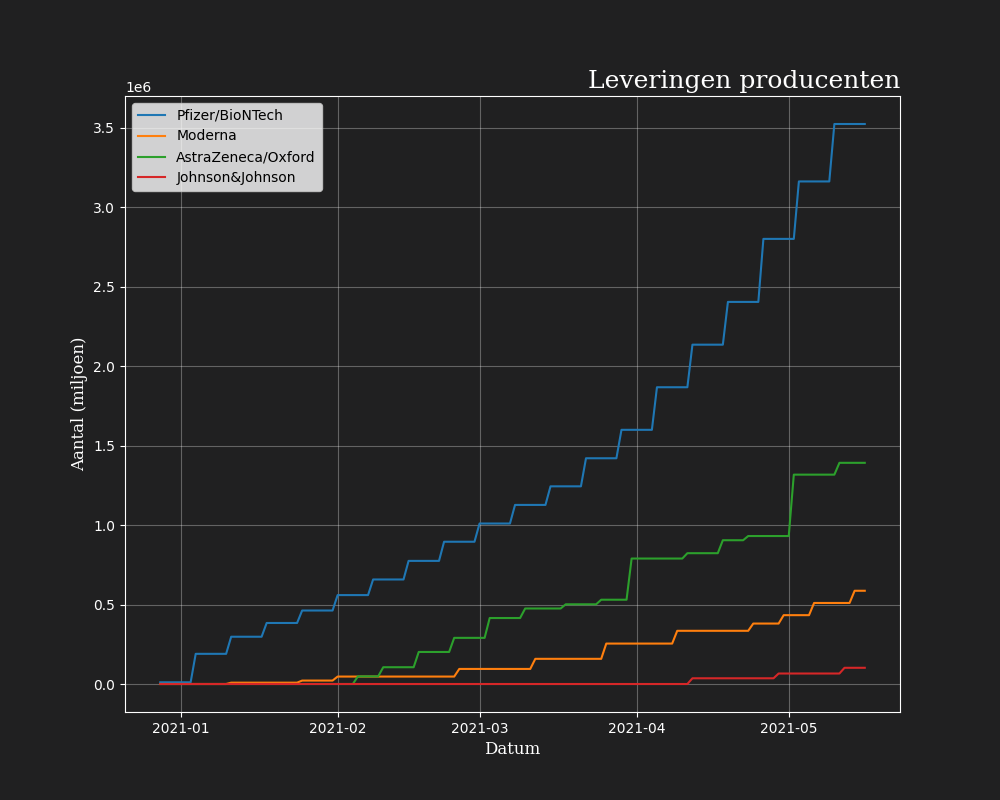 Leveringen producenten
1e6
Pfizer/BioNTech
Moderna
AstraZeneca/Oxford
Johnson&Johnson
3.5
3.0
2.5
2.0
1.5
1.0
0.5
0.0
Aantal (miljoen)
2021-01 2021-02 2021-03 2021-04 2021-05
Datum